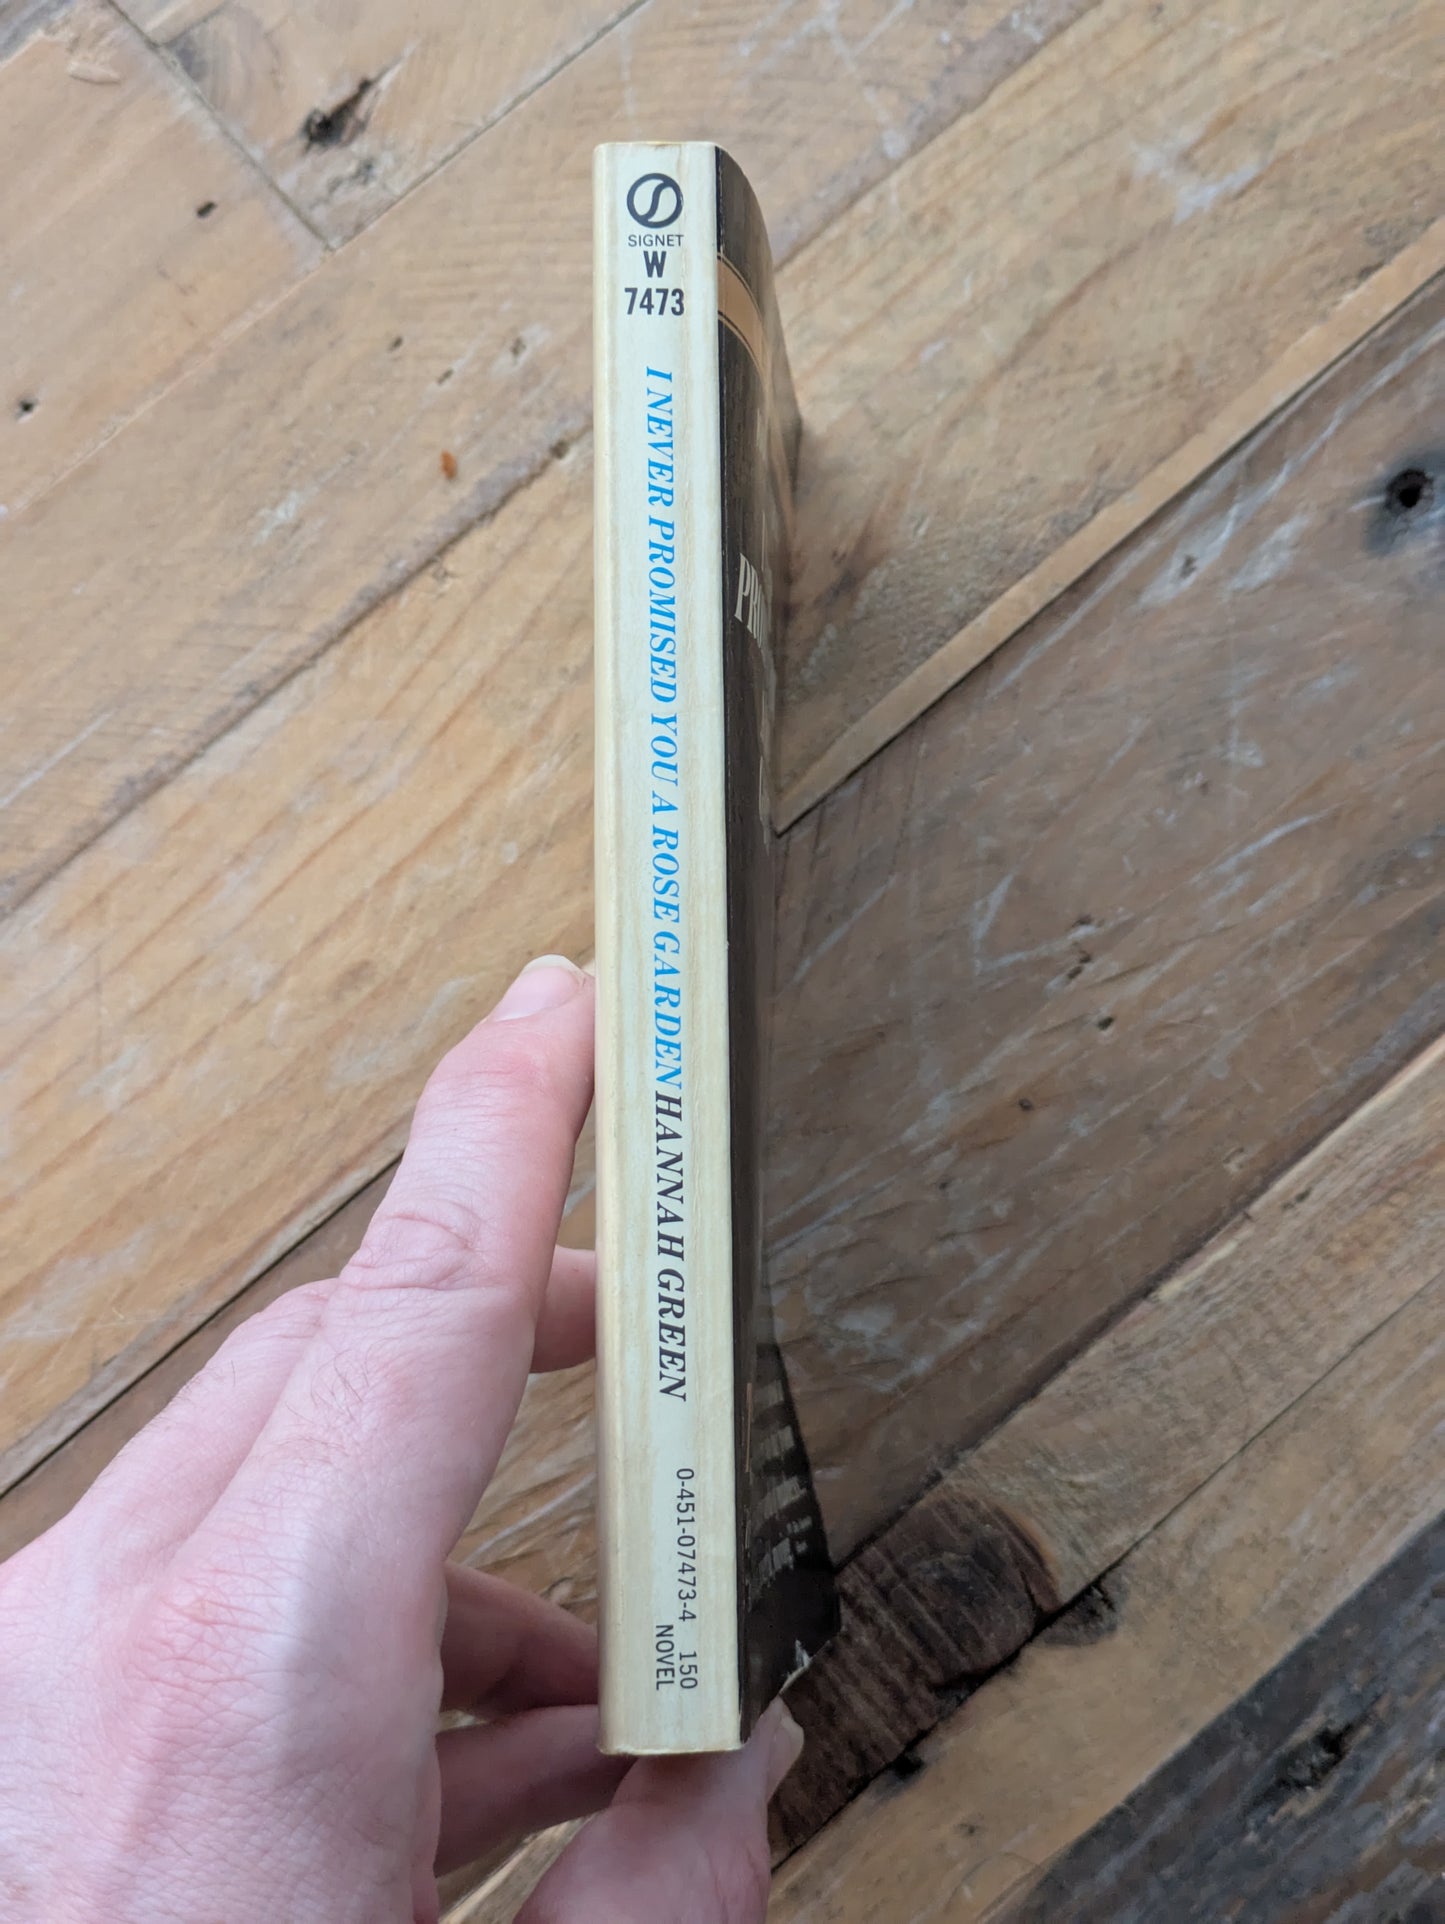 SIGNET
W
7473
I NEVER PROMISED YOU A ROSE GARDEN HANNAH GREEN
0-451-07473-4 150
NOVEL